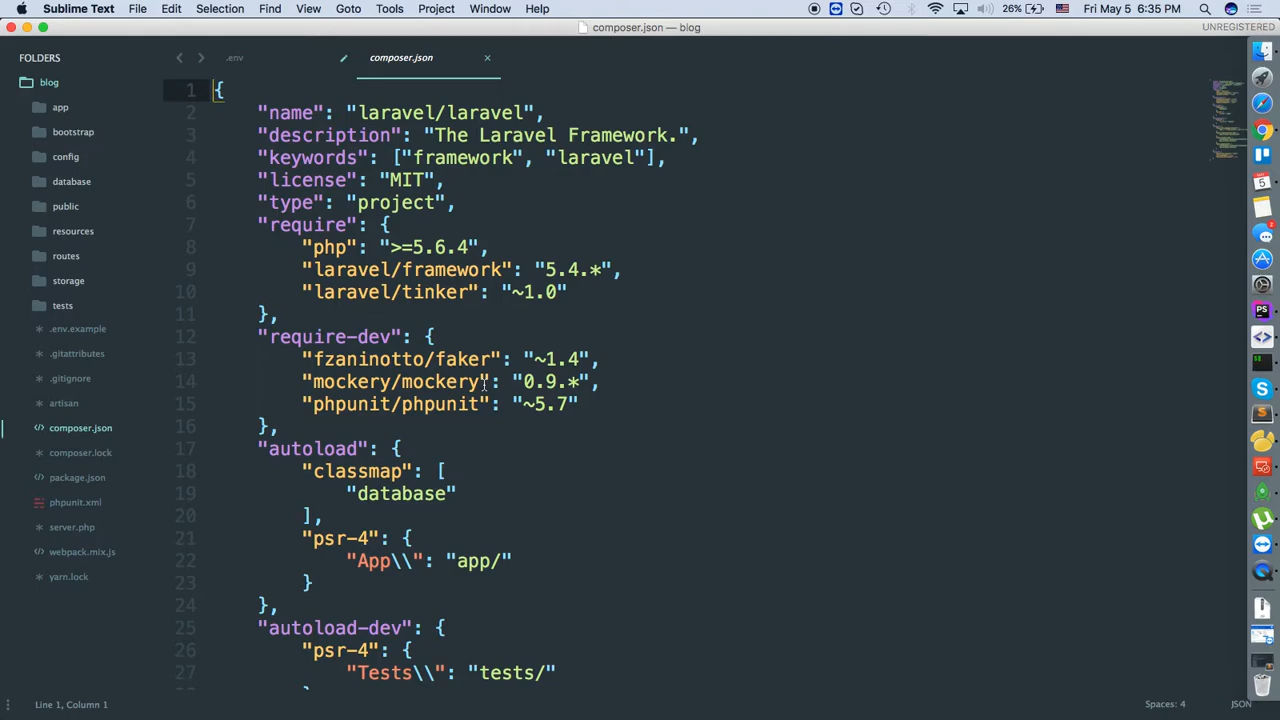 Sublime Text File Edit Selection Find View Goto Tools Project Window Help 26% Fri May 5 6:35 PM
composer.json — blog UNREGISTERED
FOLDERS
blog
app
bootstrap
config
database
public
resources
routes
storage
tests
.env.example
.gitattributes
.gitignore
artisan
composer.json
composer.lock
package.json
phpunit.xml
server.php
webpack.mix.js
yarn.lock
.env composer.json
1 {
2 "name": "laravel/laravel",
3 "description": "The Laravel Framework.",
4 "keywords": ["framework", "laravel"],
5 "license": "MIT",
6 "type": "project",
7 "require": {
8 "php": ">=5.6.4",
9 "laravel/framework": "5.4.*",
10 "laravel/tinker": "~1.0"
11 },
12 "require-dev": {
13 "fzaninotto/faker": "~1.4",
14 "mockery/mockery": "0.9.*",
15 "phpunit/phpunit": "~5.7"
16 },
17 "autoload": {
18 "classmap": [
19 "database"
20 ],
21 "psr-4": {
22 "App\\": "app/"
23 }
24 },
25 "autoload-dev": {
26 "psr-4": {
27 "Tests\\": "tests/"
Line 1, Column 1 Spaces: 4 JSON